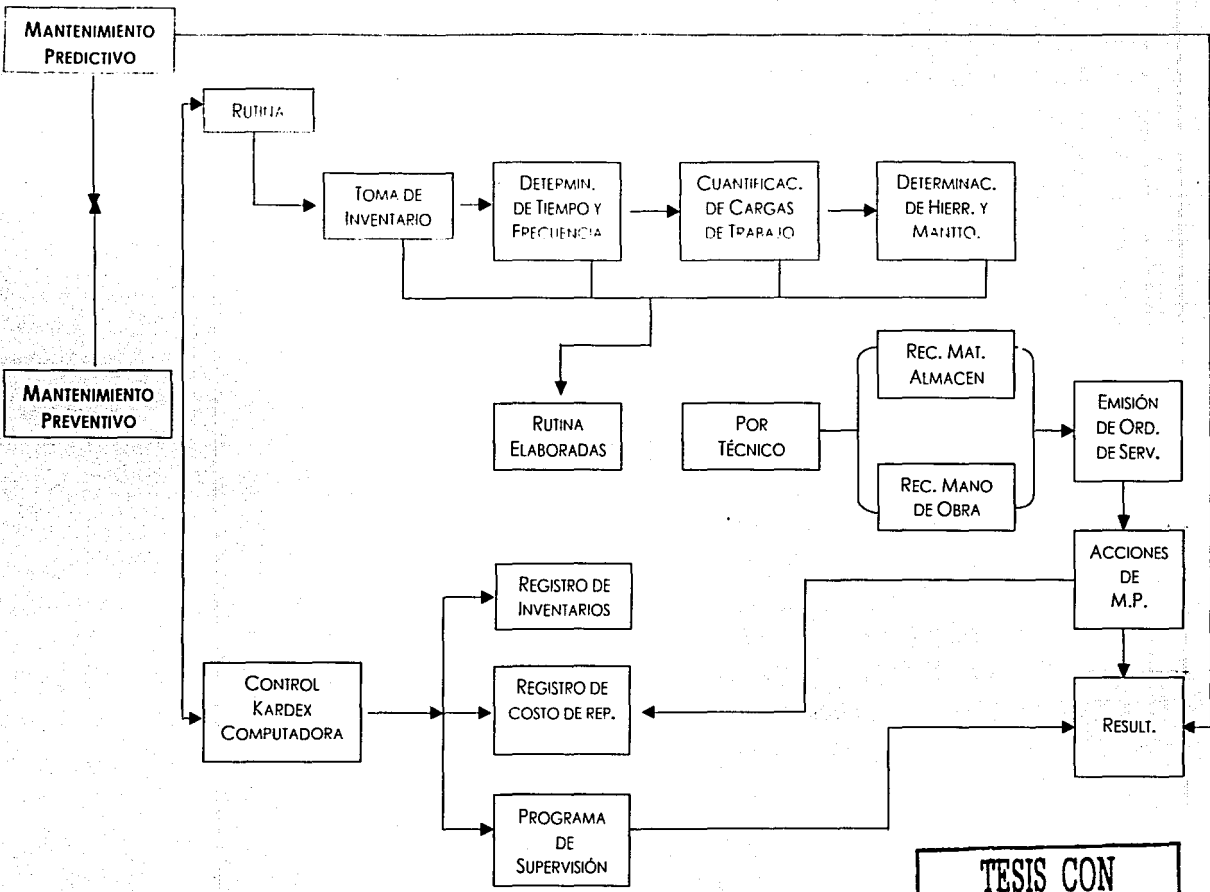 MANTENIMIENTO
PREDICTIVO
RUTINA
TOMA DE
INVENTARIO
DETERMIN.
DE TIEMPO Y
FRECUENCIA
CUANTIFICAC.
DE CARGAS
DE TRABAJO
DETERMINAC.
DE HIERR. Y
MANTTO.
MANTENIMIENTO
PREVENTIVO
RUTINA
ELABORADAS
POR
TÉCNICO
REC. MAT.
ALMACEN
REC. MANO
DE OBRA
EMISIÓN
DE ORD.
DE SERV.
ACCIONES
DE
M.P.
REGISTRO DE
INVENTARIOS
CONTROL
KARDEX
COMPUTADORA
REGISTRO DE
COSTO DE REP.
RESULT.
PROGRAMA
DE
SUPERVISIÓN
TESIS CON